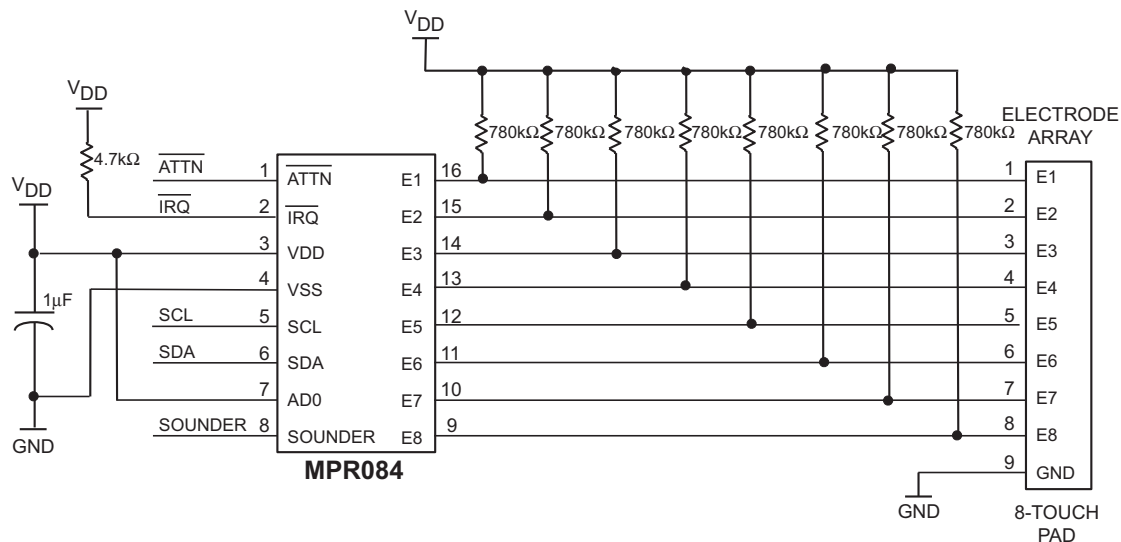 VDD
VDD
780kΩ 780kΩ 780kΩ 780kΩ 780kΩ 780kΩ 780kΩ 780kΩ
ELECTRODE
ARRAY
4.7kΩ
ATTN 1 ATTN E1 16 1 E1
VDD
IRQ 2 IRQ E2 15 2 E2
3 VDD E3 14 3 E3
4 VSS E4 13 4 E4
1μF
SCL 5 SCL E5 12 5 E5
SDA 6 SDA E6 11 6 E6
7 AD0 E7 10 7 E7
SOUNDER 8 SOUNDER E8 9 8 E8
GND
MPR084
9 GND
GND
8-TOUCH
PAD